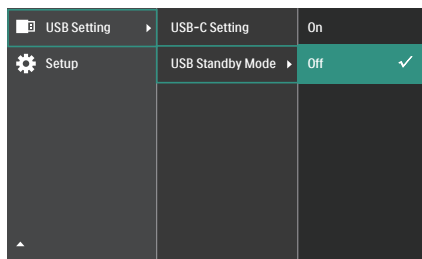 USB Setting
USB-C Setting
On
Setup
USB Standby Mode
Off